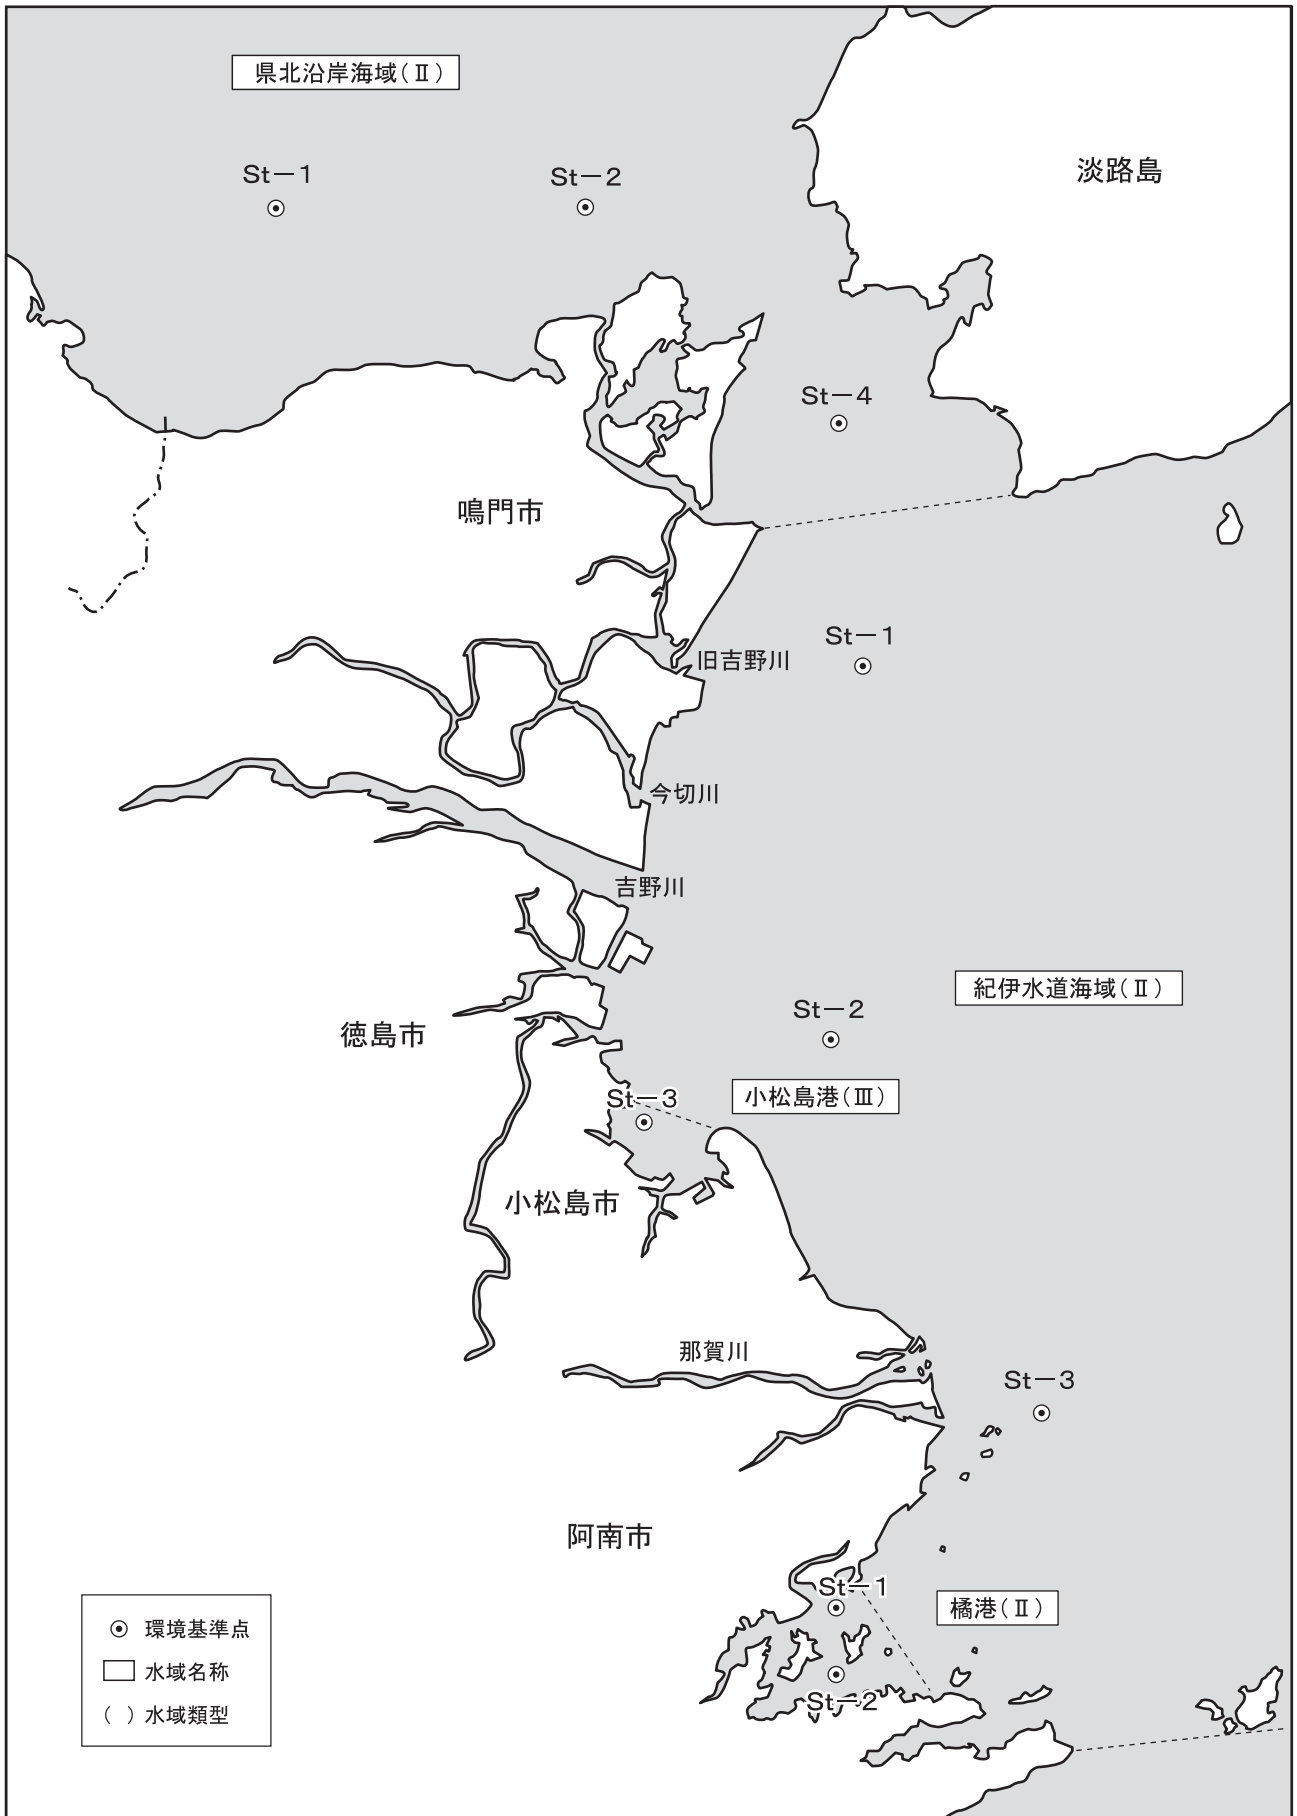 県北沿岸海域(Ⅱ)
St－1
St－2
淡路島
St－4
鳴門市
St－1
旧吉野川
今切川
吉野川
紀伊水道海域(Ⅱ)
St－2
徳島市
小松島港(Ⅲ)
St－3
小松島市
那賀川
St－3
阿南市
St－1
橘港(Ⅱ)
St－2
環境基準点
水域名称
( ) 水域類型